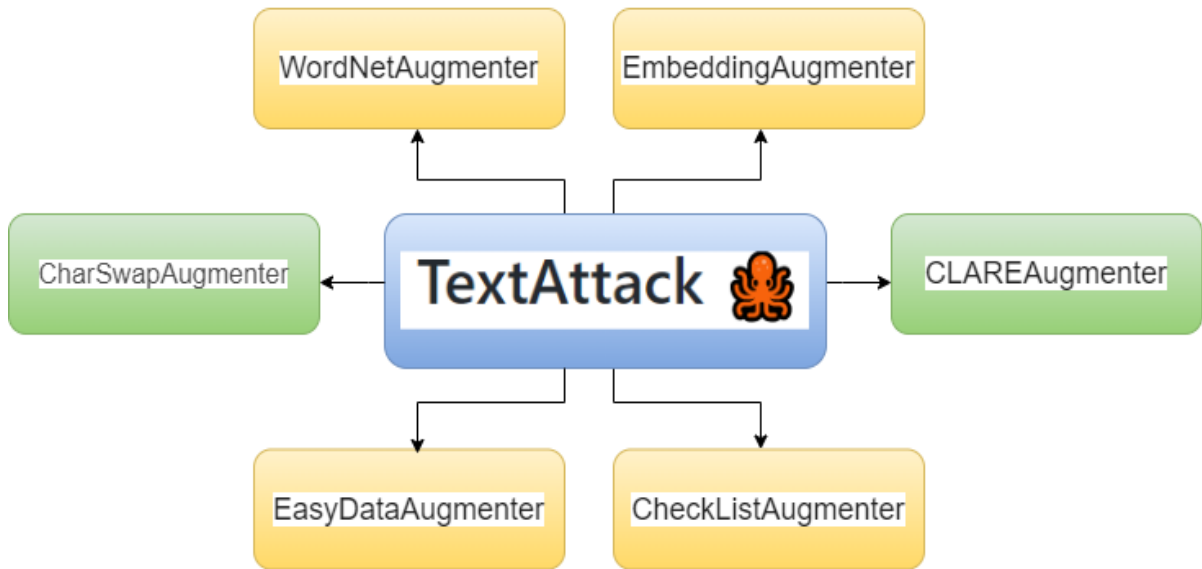 WordNetAugmenter
EmbeddingAugmenter
CharSwapAugmenter
TextAttack
CLAREAugmenter
EasyDataAugmenter
CheckListAugmenter